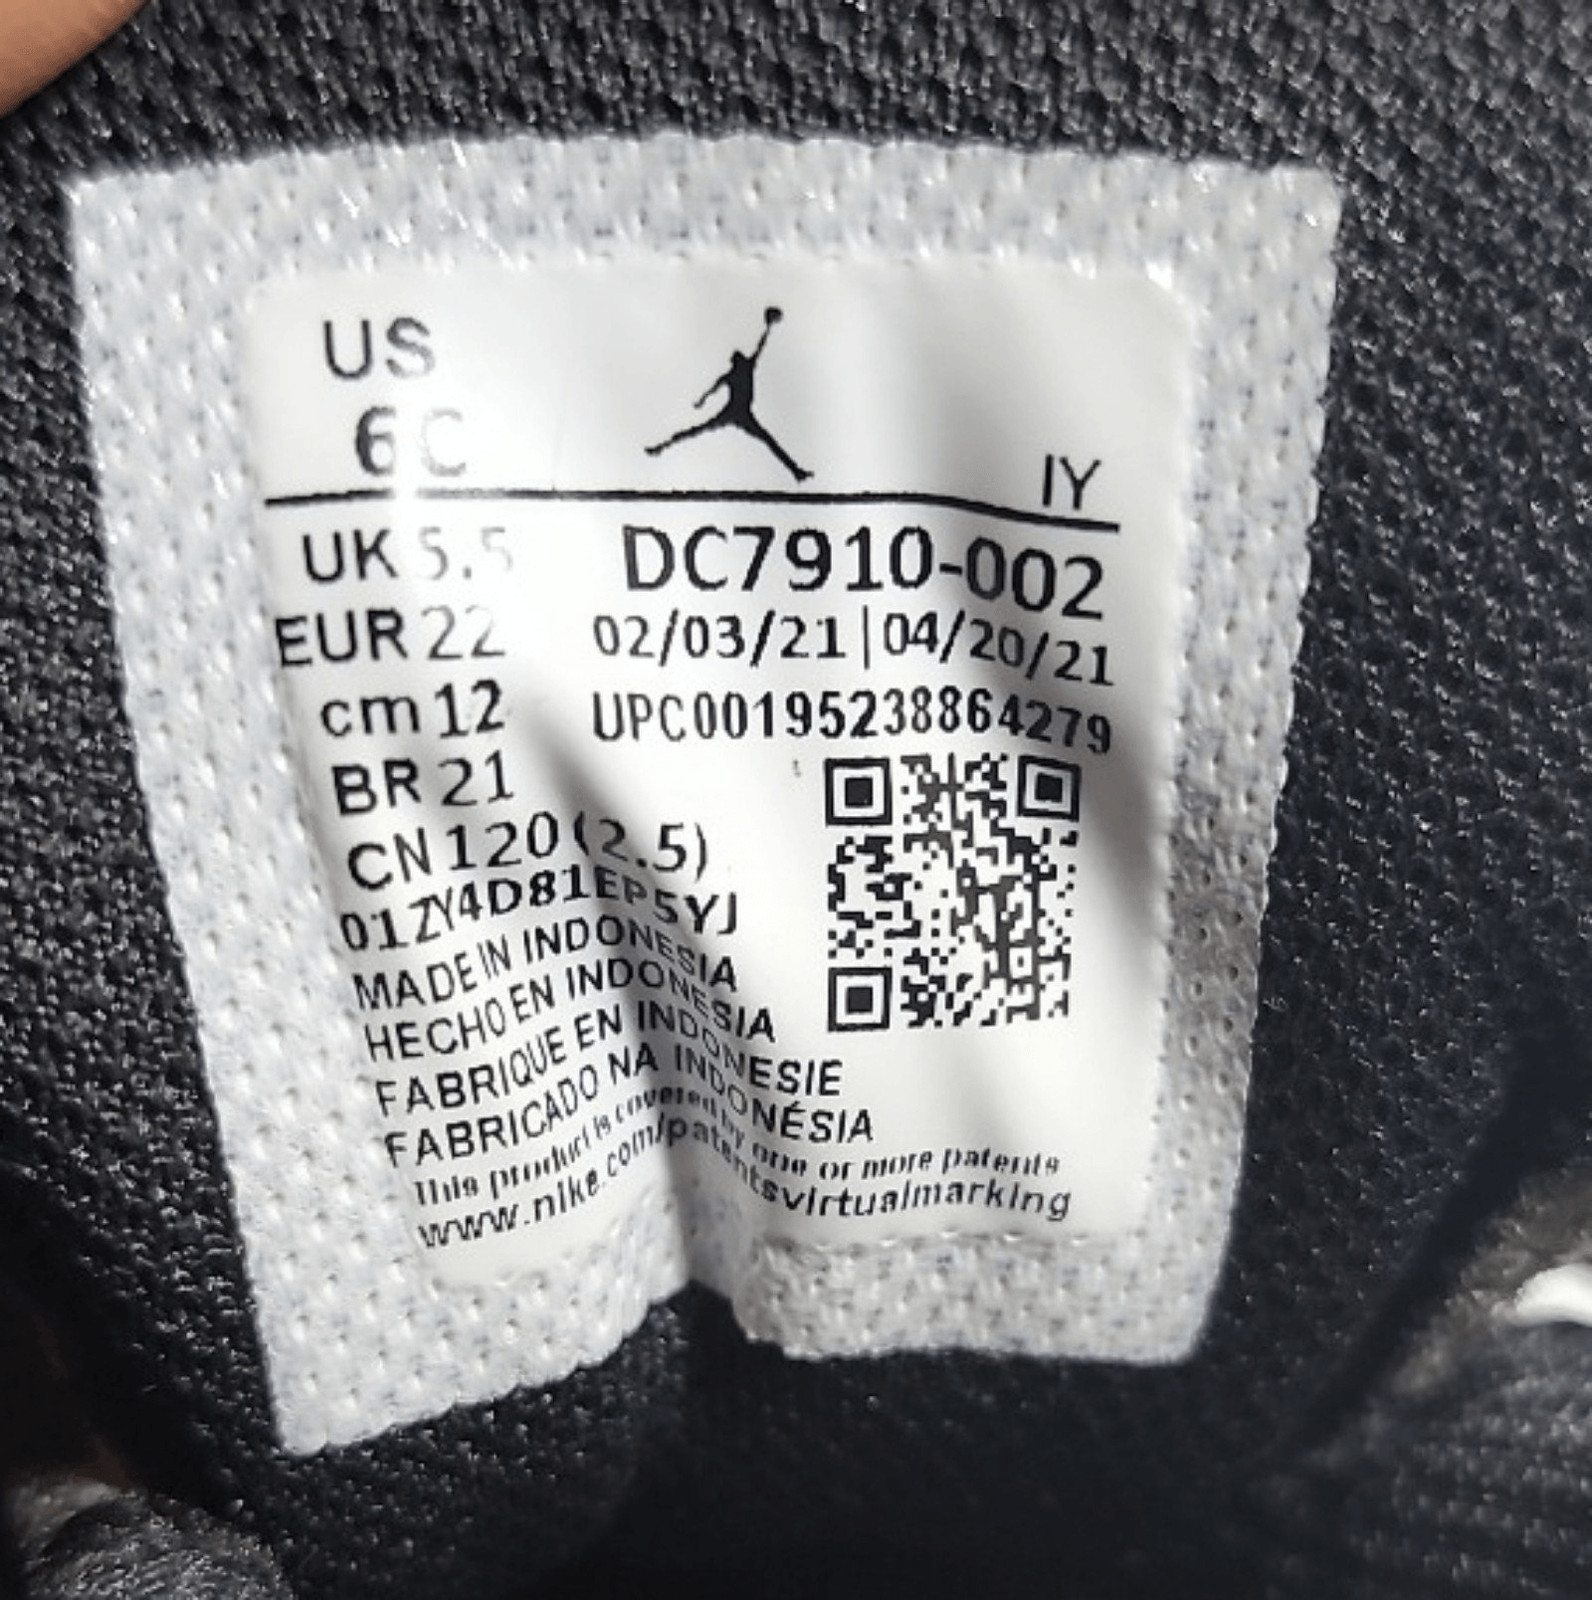 US
6C
IY
UK 5.5
DC7910-002
EUR 22
02/03/21|04/20/21
cm 12
UPC00195238864279
BR 21
CN 120 (2.5)
01ZY4D81EP5YJ
MADE IN INDONESIA
HECHO EN INDONESIA
FABRIQUE EN INDONESIE
FABRICADO NA INDONÉSIA
This product is covered by one or more patents
www.nike.com/patentsvirtualmarking